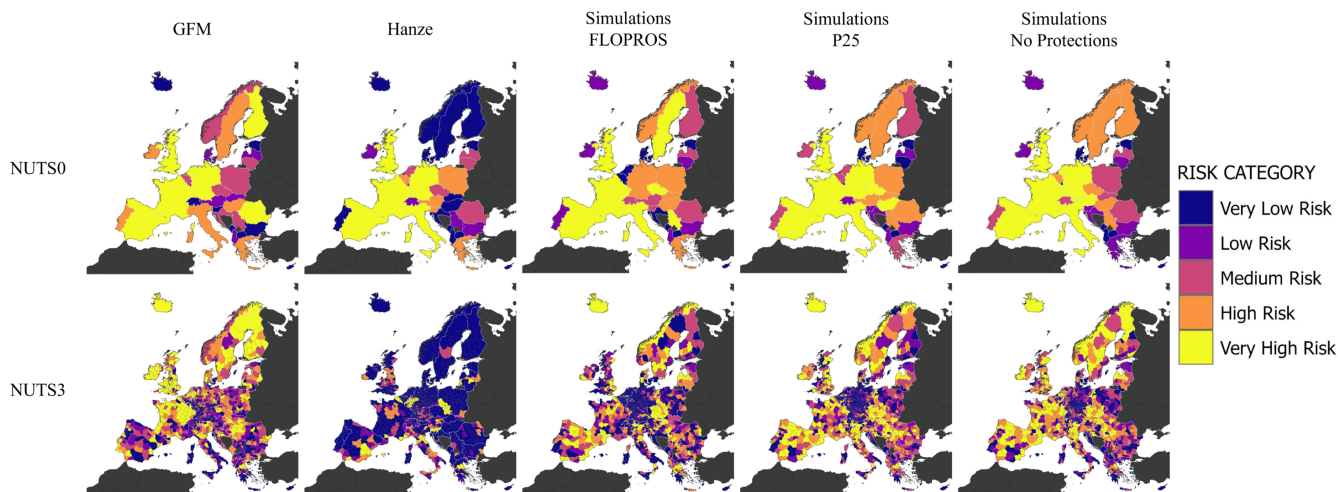 GFM
Hanze
Simulations
FLOPROS
Simulations
P25
Simulations
No Protections
NUTS0
NUTS3
RISK CATEGORY
Very Low Risk
Low Risk
Medium Risk
High Risk
Very High Risk